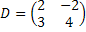 D = (2 -2
3 4)